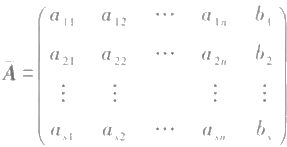 a₁₁ a₁₂ ⋯ a₁ₙ b₁
a₂₁ a₂₂ ⋯ a₂ₙ b₂
Ā =
⋮ ⋮ ⋮ ⋮
aₛ₁ aₛ₂ ⋯ aₛₙ bₛ